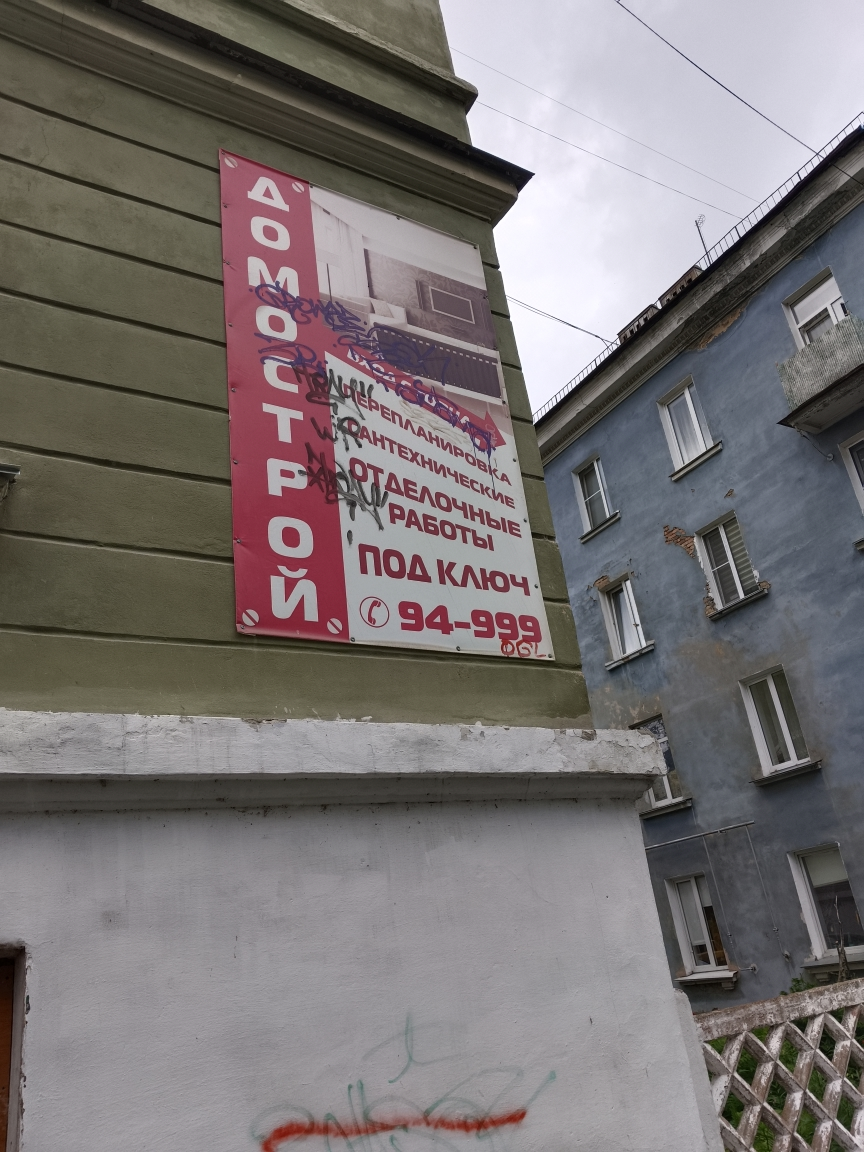 ДОМОСТРОЙ
ПЕРЕПЛАНИРОВКА
САНТЕХНИЧЕСКИЕ
ОТДЕЛОЧНЫЕ
РАБОТЫ
ПОД КЛЮЧ
94-999